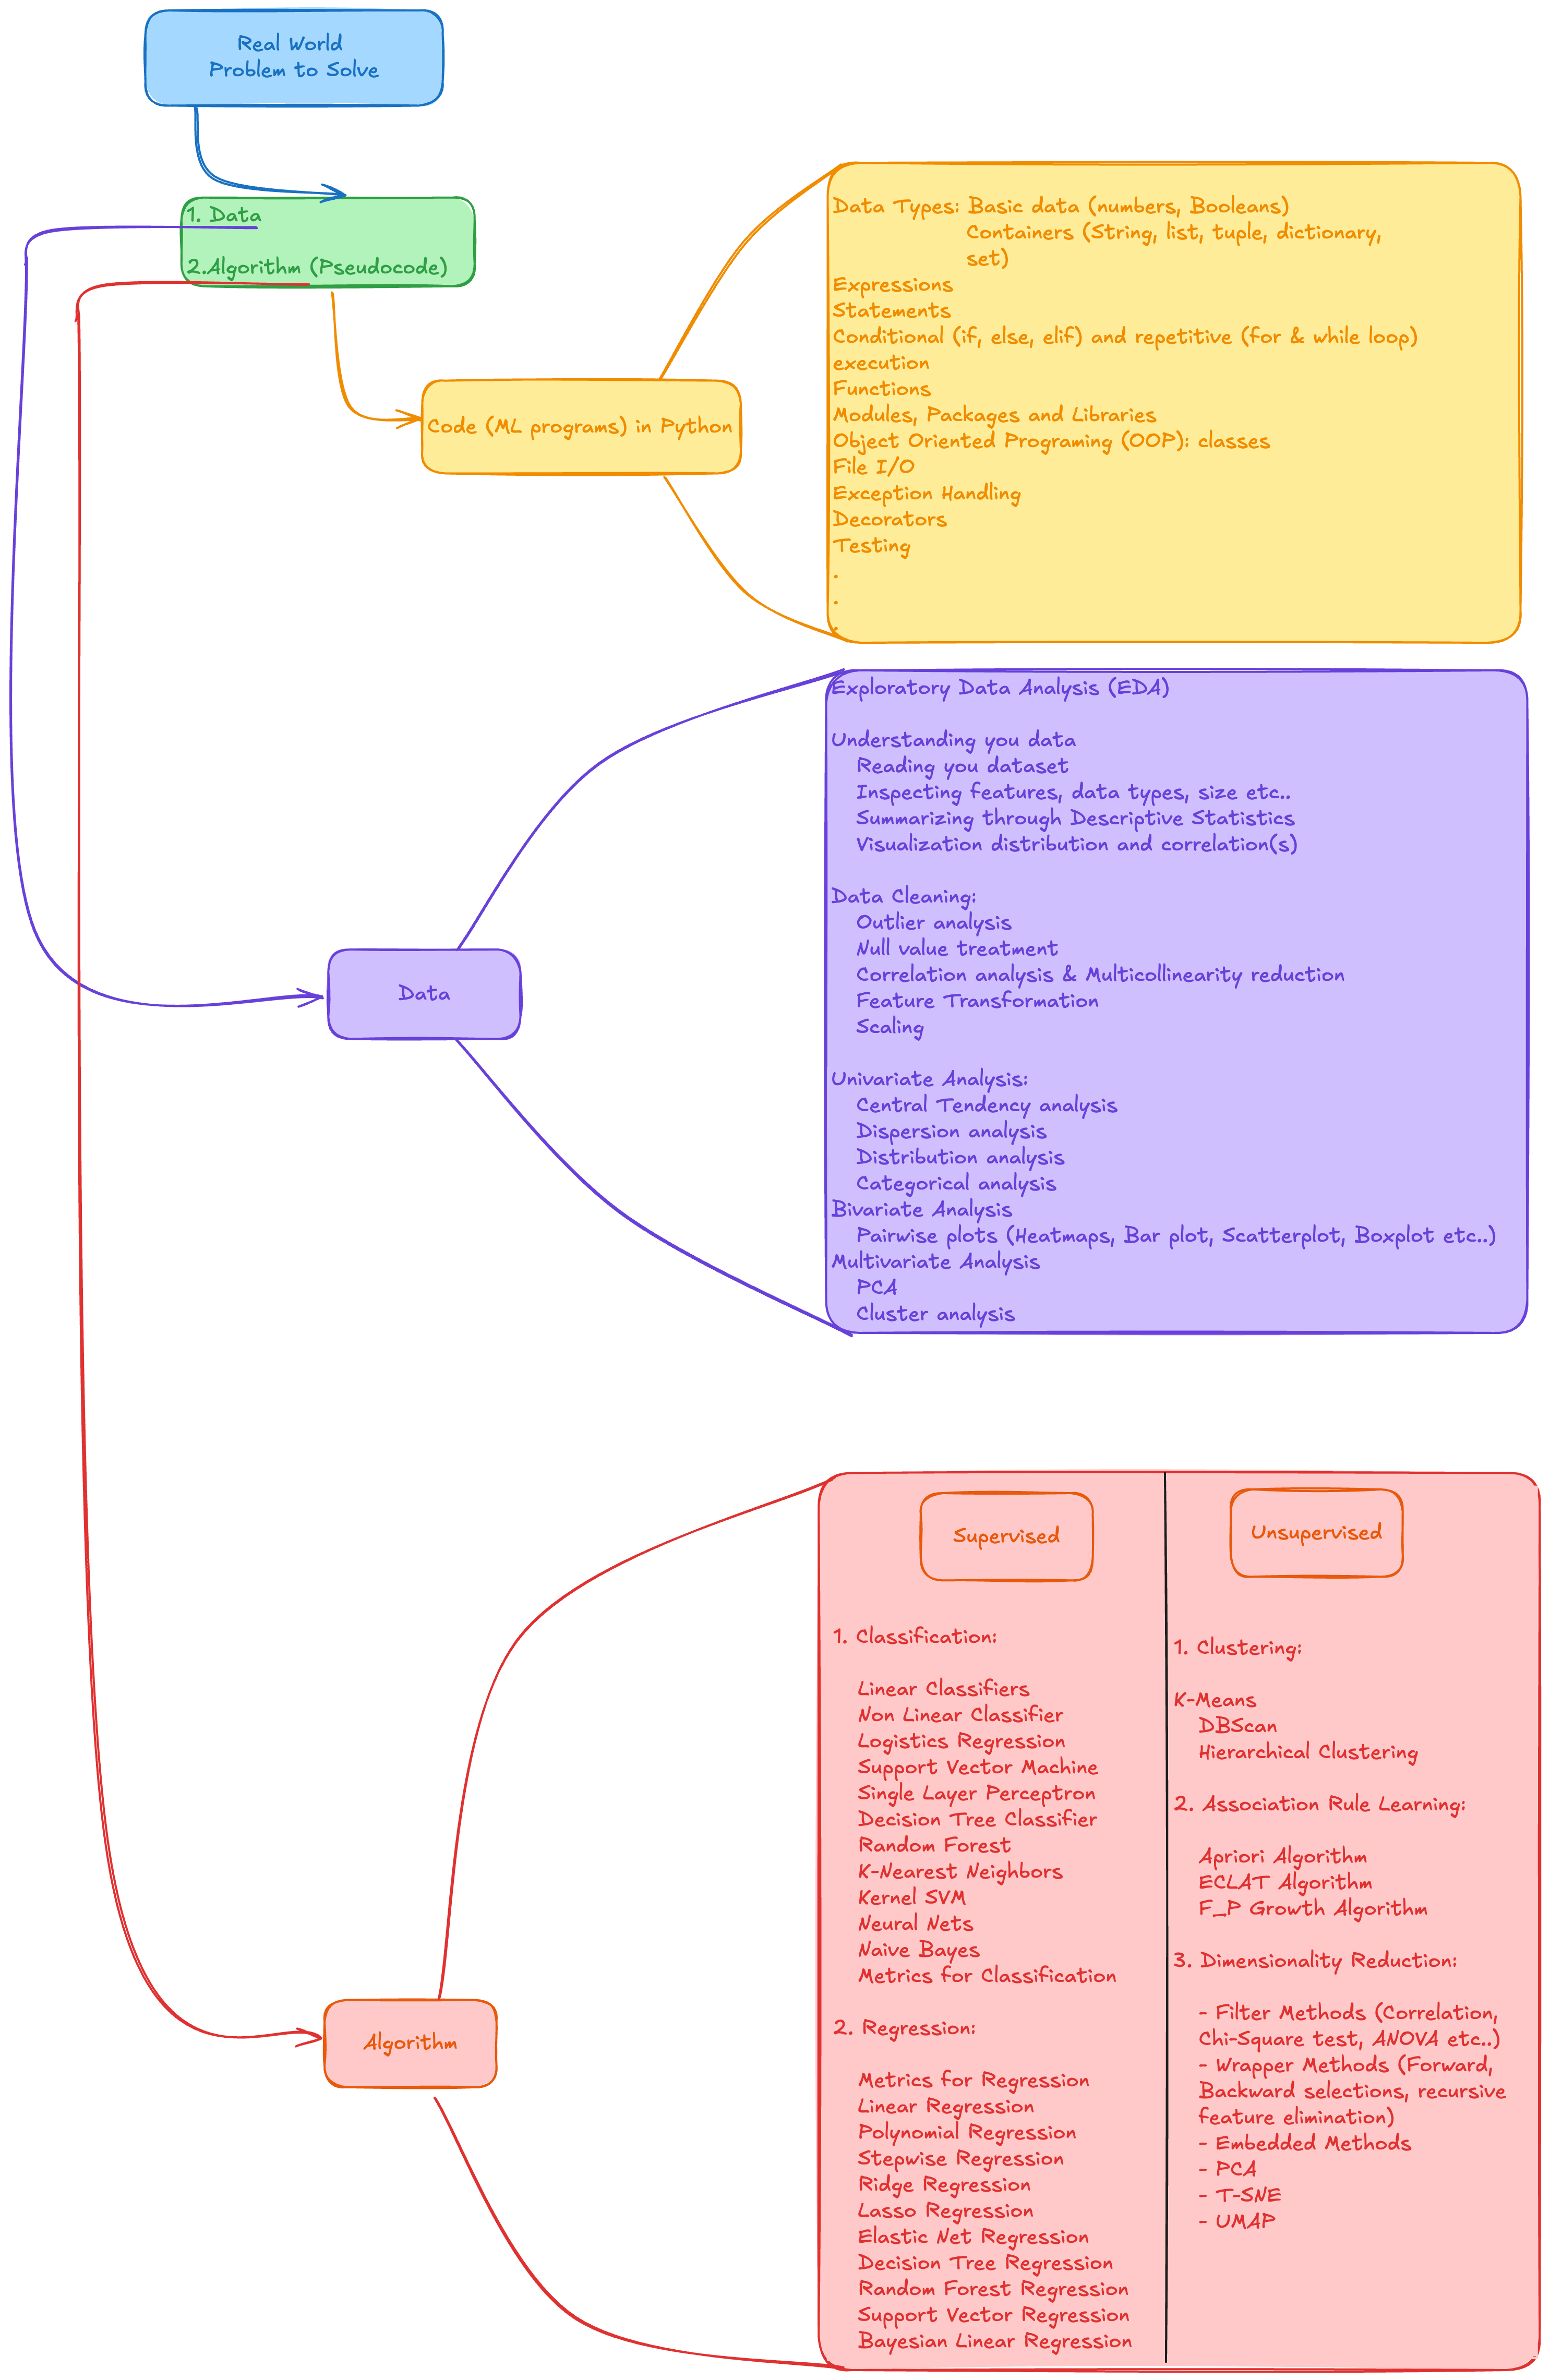 Real World
Problem to Solve
1. Data
2.Algorithm (Pseudocode)
Code (ML programs) in Python
Data Types: Basic data (numbers, Booleans)
Containers (String, list, tuple, dictionary,
set)
Expressions
Statements
Conditional (if, else, elif) and repetitive (for & while loop)
execution
Functions
Modules, Packages and Libraries
Object Oriented Programing (OOP): classes
File I/O
Exception Handling
Decorators
Testing
.
.
.
Data
Exploratory Data Analysis (EDA)
Understanding you data
Reading you dataset
Inspecting features, data types, size etc..
Summarizing through Descriptive Statistics
Visualization distribution and correlation(s)
Data Cleaning:
Outlier analysis
Null value treatment
Correlation analysis & Multicollinearity reduction
Feature Transformation
Scaling
Univariate Analysis:
Central Tendency analysis
Dispersion analysis
Distribution analysis
Categorical analysis
Bivariate Analysis
Pairwise plots (Heatmaps, Bar plot, Scatterplot, Boxplot etc..)
Multivariate Analysis
PCA
Cluster analysis
Algorithm
Supervised
1. Classification:
Linear Classifiers
Non Linear Classifier
Logistics Regression
Support Vector Machine
Single Layer Perceptron
Decision Tree Classifier
Random Forest
K-Nearest Neighbors
Kernel SVM
Neural Nets
Naive Bayes
Metrics for Classification
2. Regression:
Metrics for Regression
Linear Regression
Polynomial Regression
Stepwise Regression
Ridge Regression
Lasso Regression
Elastic Net Regression
Decision Tree Regression
Random Forest Regression
Support Vector Regression
Bayesian Linear Regression
Unsupervised
1. Clustering:
K-Means
DBScan
Hierarchical Clustering
2. Association Rule Learning:
Apriori Algorithm
ECLAT Algorithm
F_P Growth Algorithm
3. Dimensionality Reduction:
- Filter Methods (Correlation,
Chi-Square test, ANOVA etc..)
- Wrapper Methods (Forward,
Backward selections, recursive
feature elimination)
- Embedded Methods
- PCA
- T-SNE
- UMAP